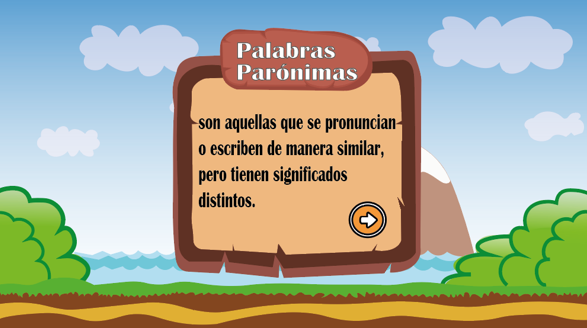 Palabras
Parónimas
son aquellas que se pronuncian
o escriben de manera similar,
pero tienen significados
distintos.